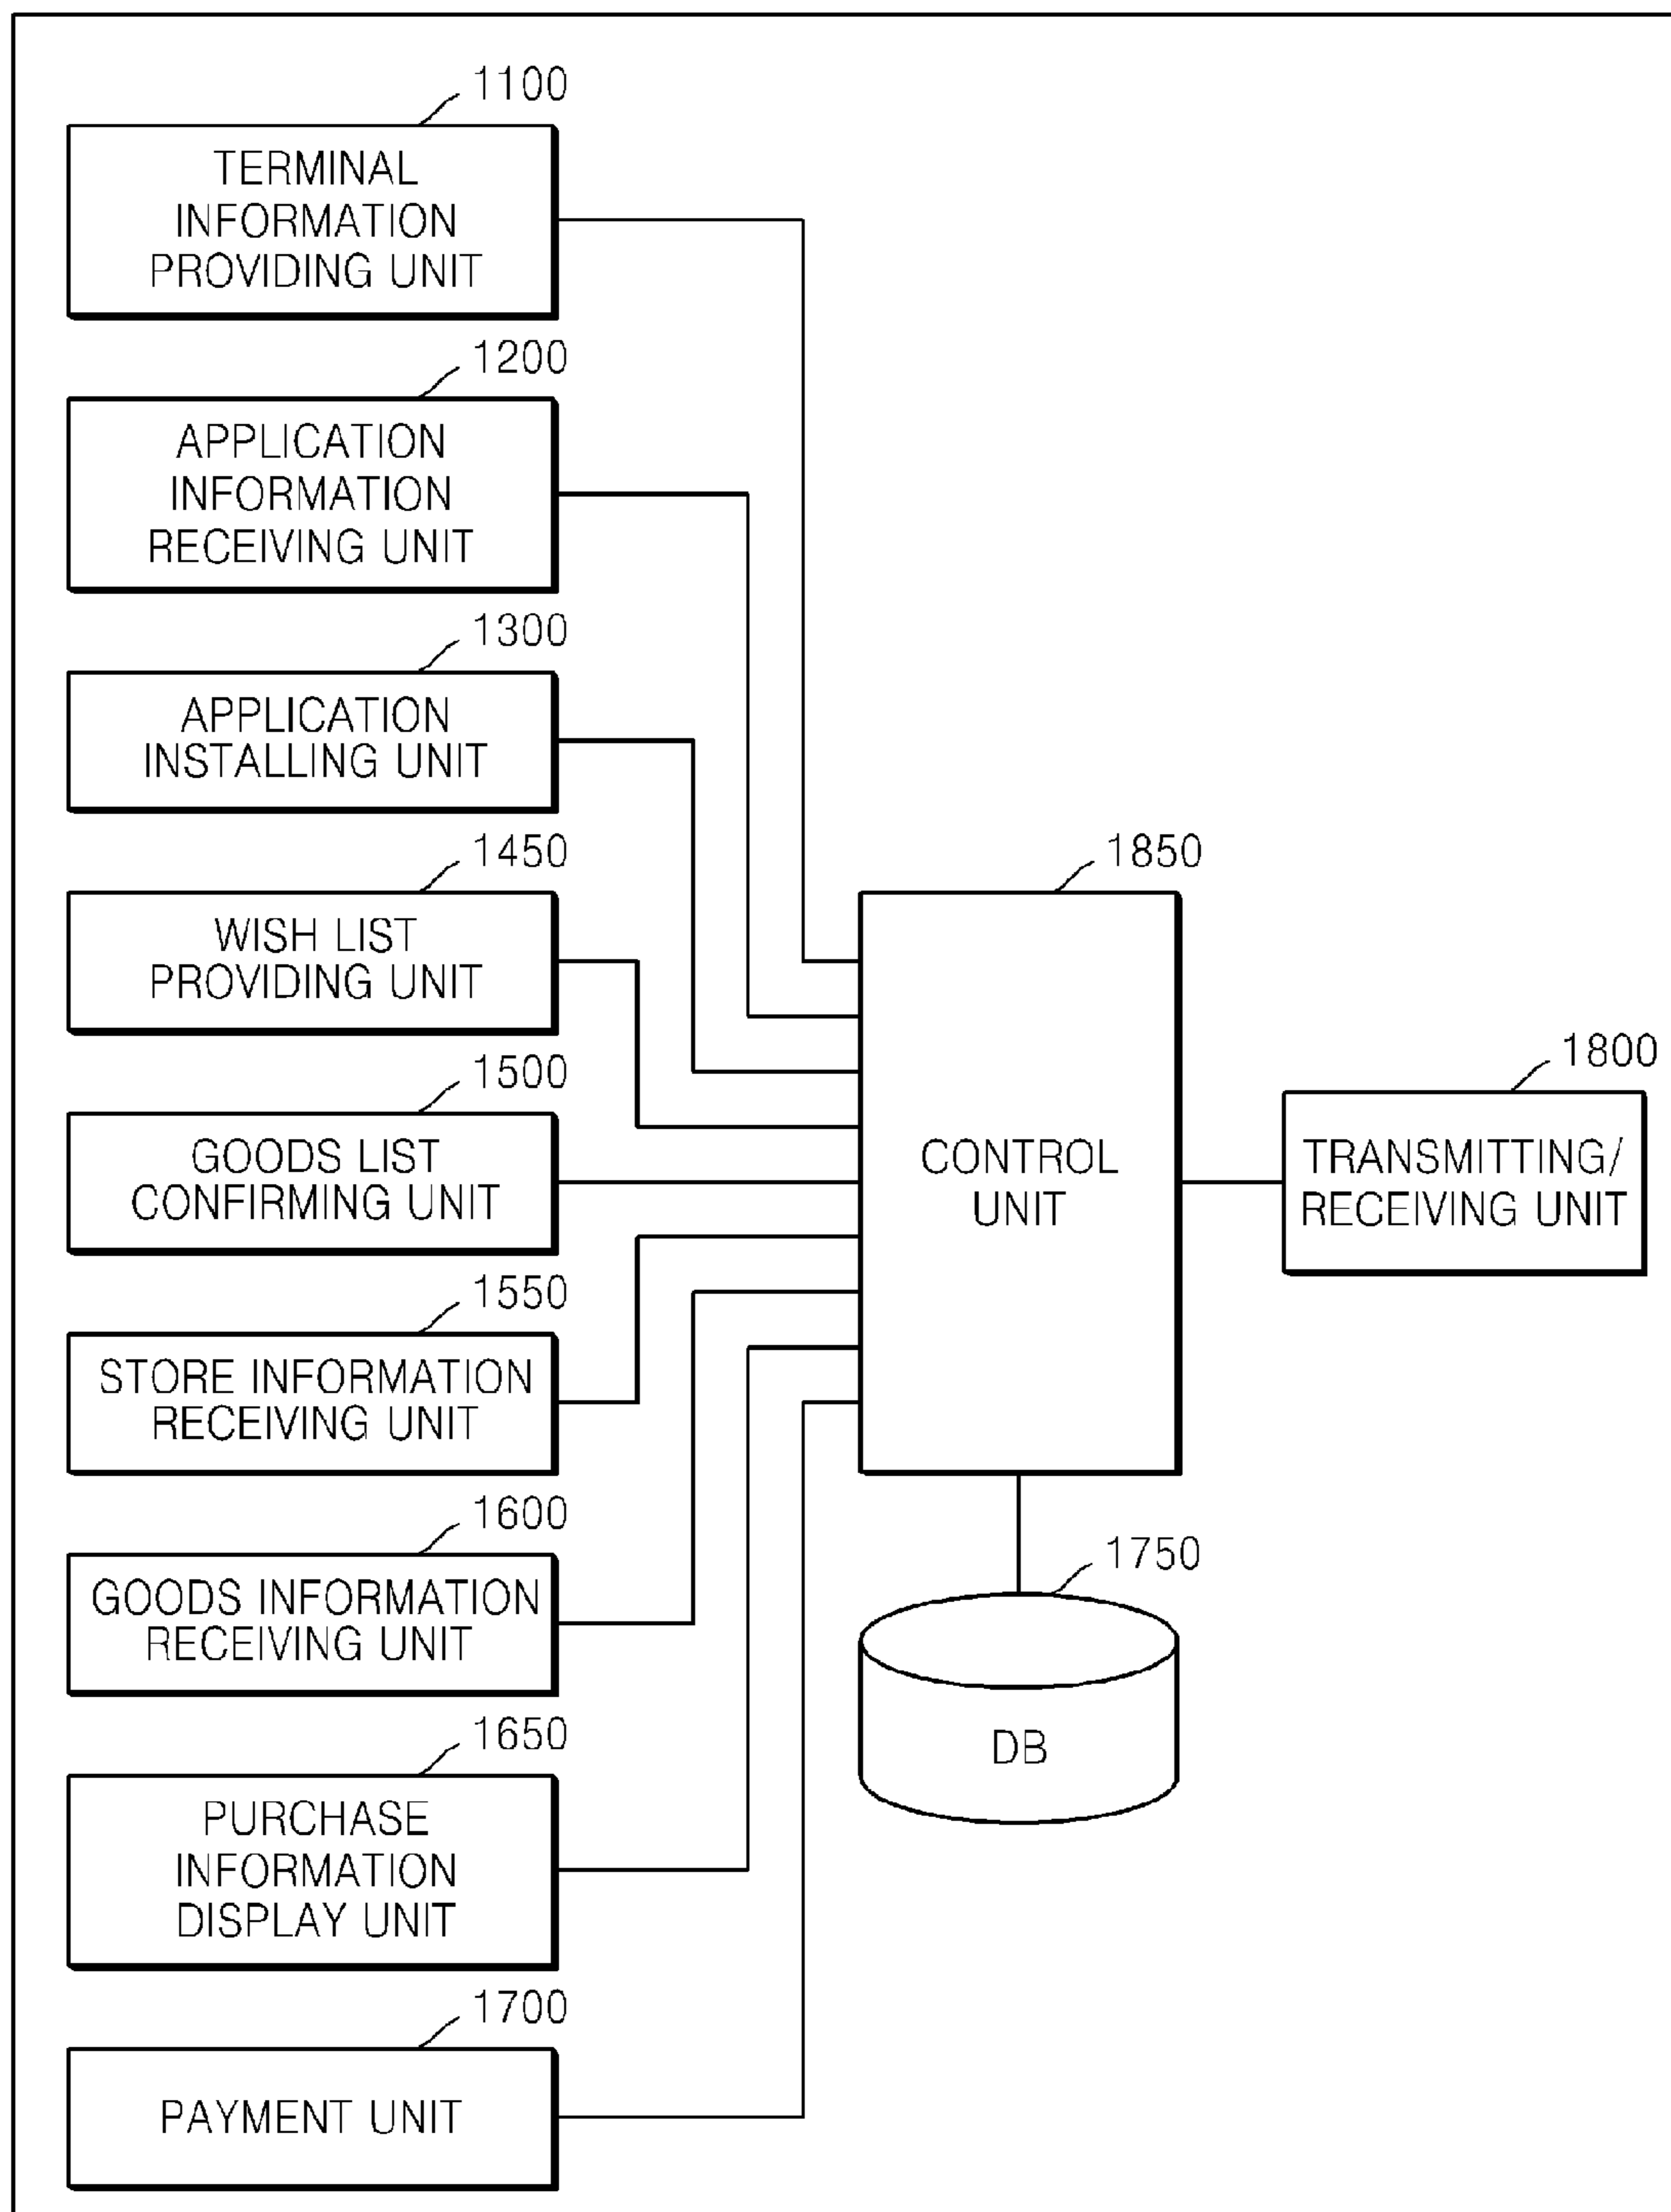 1100
TERMINAL
INFORMATION
PROVIDING UNIT
1200
APPLICATION
INFORMATION
RECEIVING UNIT
1300
APPLICATION
INSTALLING UNIT
1450
WISH LIST
PROVIDING UNIT
1500
GOODS LIST
CONFIRMING UNIT
1550
STORE INFORMATION
RECEIVING UNIT
1600
GOODS INFORMATION
RECEIVING UNIT
1650
PURCHASE
INFORMATION
DISPLAY UNIT
1700
PAYMENT UNIT
1850
CONTROL
UNIT
1750
DB
1800
TRANSMITTING/
RECEIVING UNIT